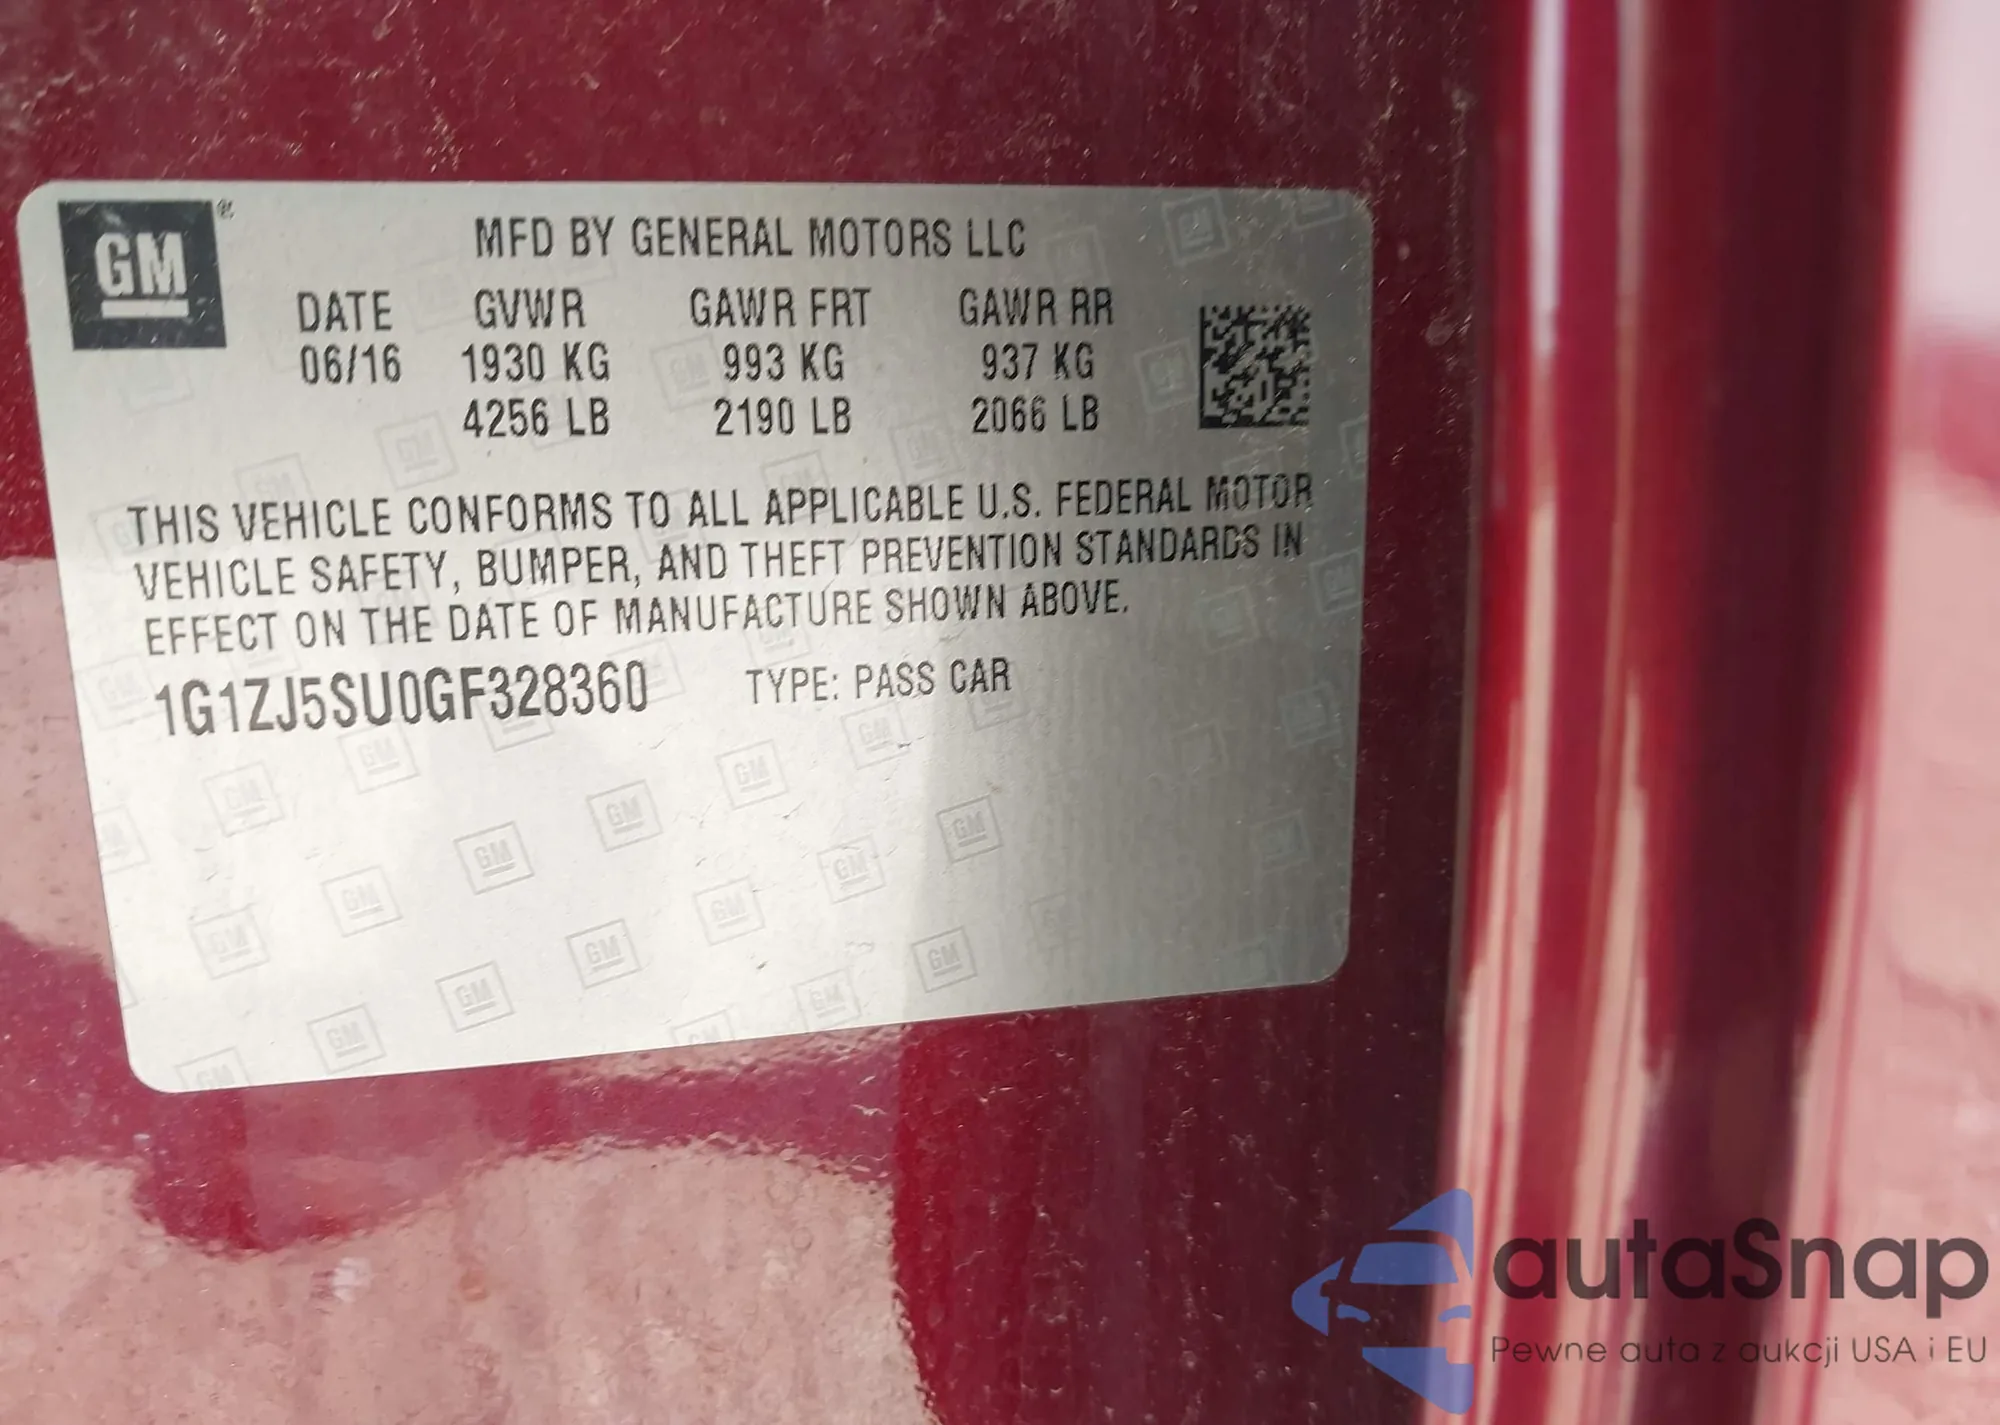 GM®
MFD BY GENERAL MOTORS LLC
DATE GVWR GAWR FRT GAWR RR
06/16 1930 KG 993 KG 937 KG
4256 LB 2190 LB 2066 LB
THIS VEHICLE CONFORMS TO ALL APPLICABLE U.S. FEDERAL MOTOR
VEHICLE SAFETY, BUMPER, AND THEFT PREVENTION STANDARDS IN
EFFECT ON THE DATE OF MANUFACTURE SHOWN ABOVE.
1G1ZJ5SU0GF328360 TYPE: PASS CAR
autaSnap
Pewne auta z aukcji USA i EU